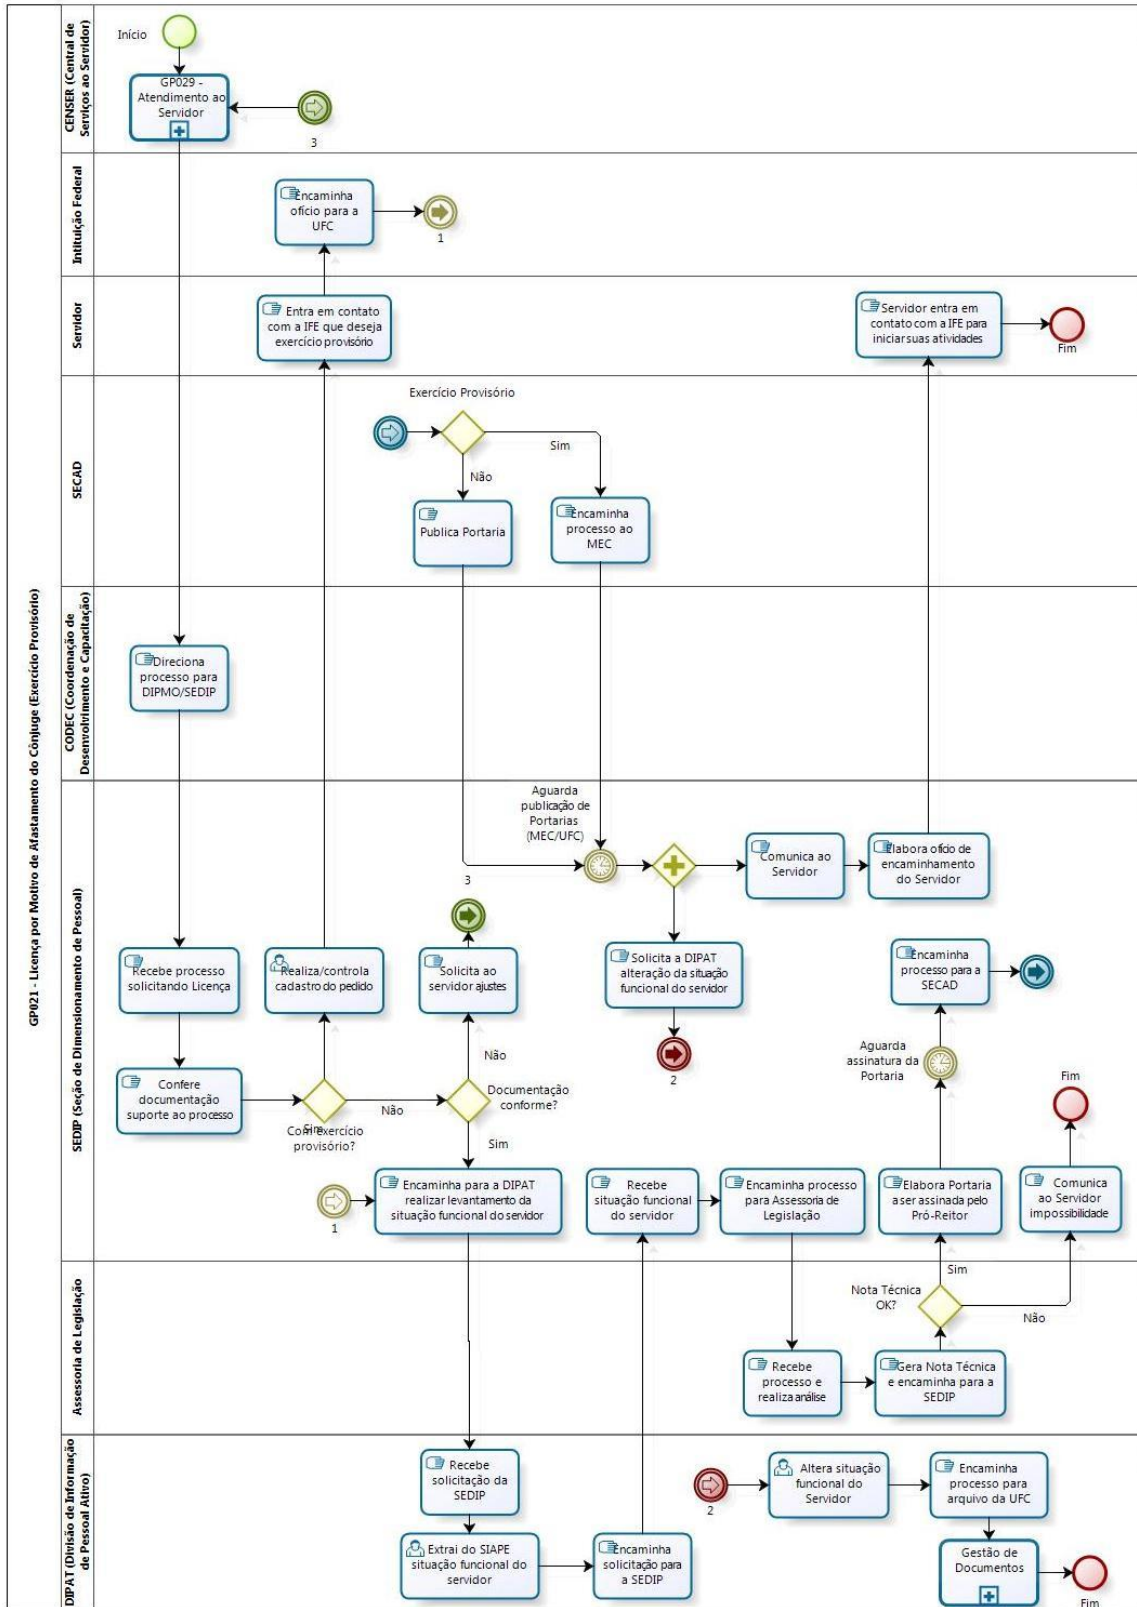 GP021 - Licença por Motivo de Afastamento do Cônjuge (Exercício Provisório)
CENSER (Central de
Serviços ao Servidor)
Início
GP029 -
Atendimento ao
Servidor
3
Intituição Federal
Encaminha
ofício para a
UFC
1
Servidor
Entra em contato
com a IFE que deseja
exercício provisório
Servidor entra em
contato com a IFE para
iniciar suas atividades
Fim
SECAD
Exercício Provisório
Sim
Não
Publica Portaria
Encaminha
processo ao
MEC
CODEC (Coordenação de
Desenvolvimento e Capacitação)
Direciona
processo para
DIPMO/SEDIP
SEDIP (Seção de Dimensionamento de Pessoal)
Aguarda
publicação de
Portarias
(MEC/UFC)
Comunica ao
Servidor
Elabora ofício de
encaminhamento
do Servidor
3
Recebe processo
solicitando Licença
Realiza/controla
cadastro do pedido
Solicita ao
servidor ajustes
Solicita a DIPAT
alteração da situação
funcional do servidor
Encaminha
processo para a
SECAD
2
Aguarda
assinatura da
Portaria
Fim
Confere
documentação
suporte ao processo
Sim
Com exercício
provisório?
Não
Não
Documentação
conforme?
Sim
1
Encaminha para a DIPAT
realizar levantamento da
situação funcional do servidor
Recebe
situação funcional
do servidor
Encaminha processo
para Assessoria de
Legislação
Elabora Portaria
a ser assinada pelo
Pró-Reitor
Comunica
ao Servidor
impossibilidade
Assessoria de Legislação
Sim
Nota Técnica
OK?
Não
Recebe
processo e
realiza análise
Gera Nota Técnica
e encaminha para a
SEDIP
DIPAT (Divisão de Informação
de Pessoal Ativo)
Recebe
solicitação da
SEDIP
Extrai do SIAPE
situação funcional do
servidor
Encaminha
solicitação para
a SEDIP
2
Altera situação
funcional do
Servidor
Encaminha
processo para
arquivo da UFC
Gestão de
Documentos
Fim